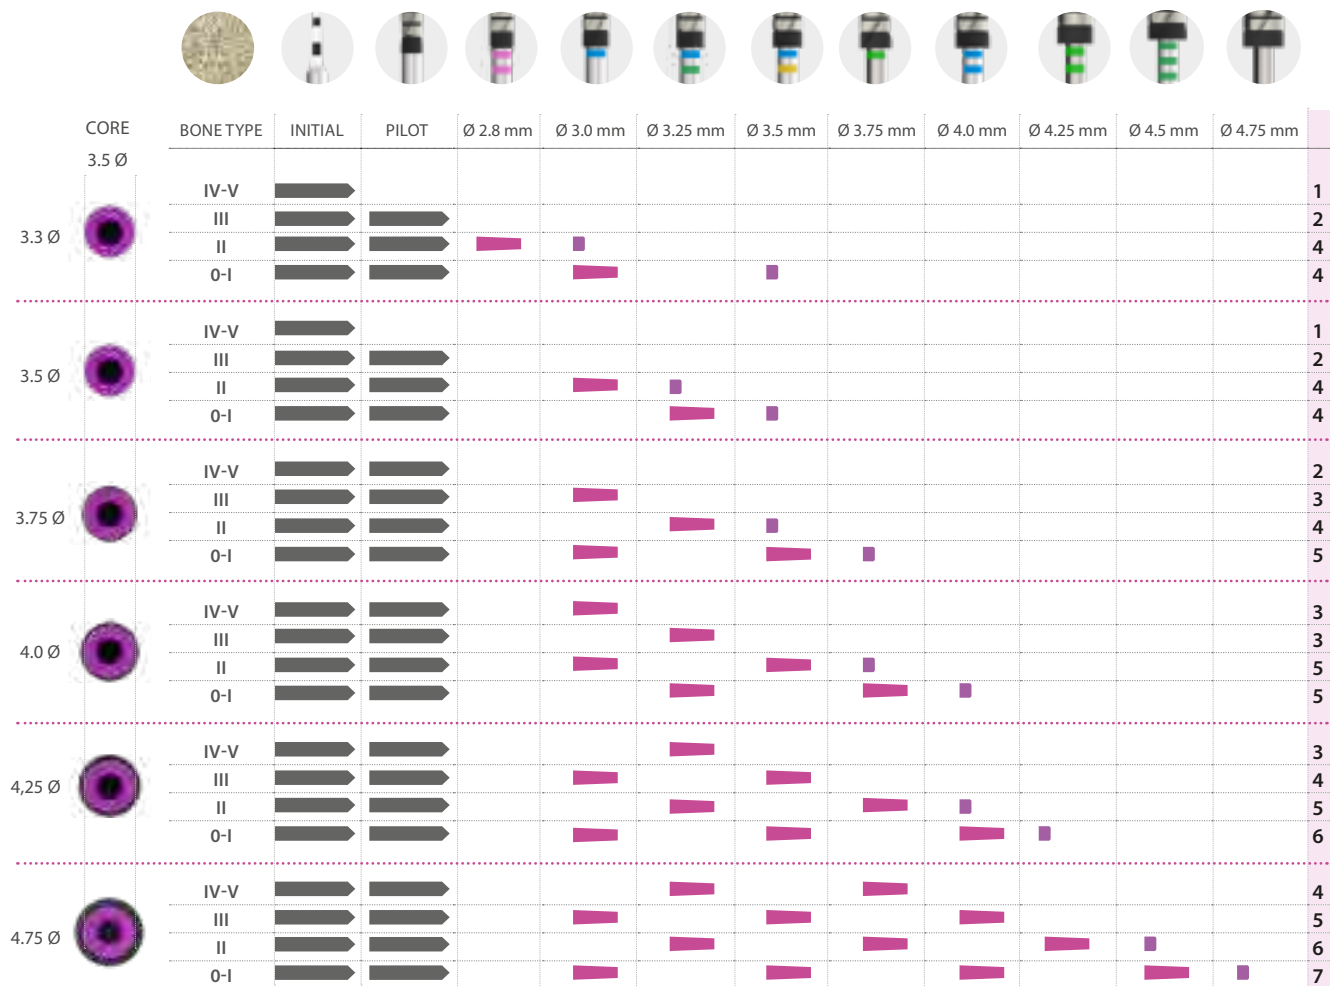 CORE
3.5 Ø
BONE TYPE INITIAL PILOT Ø 2.8 mm Ø 3.0 mm Ø 3.25 mm Ø 3.5 mm Ø 3.75 mm Ø 4.0 mm Ø 4.25 mm Ø 4.5 mm Ø 4.75 mm
3.3 Ø
IV-V 1
III 2
II 4
0-I 4
3.5 Ø
IV-V 1
III 2
II 4
0-I 4
3.75 Ø
IV-V 2
III 3
II 4
0-I 5
4.0 Ø
IV-V 3
III 3
II 5
0-I 5
4,25 Ø
IV-V 3
III 4
II 5
0-I 6
4.75 Ø
IV-V 4
III 5
II 6
0-I 7